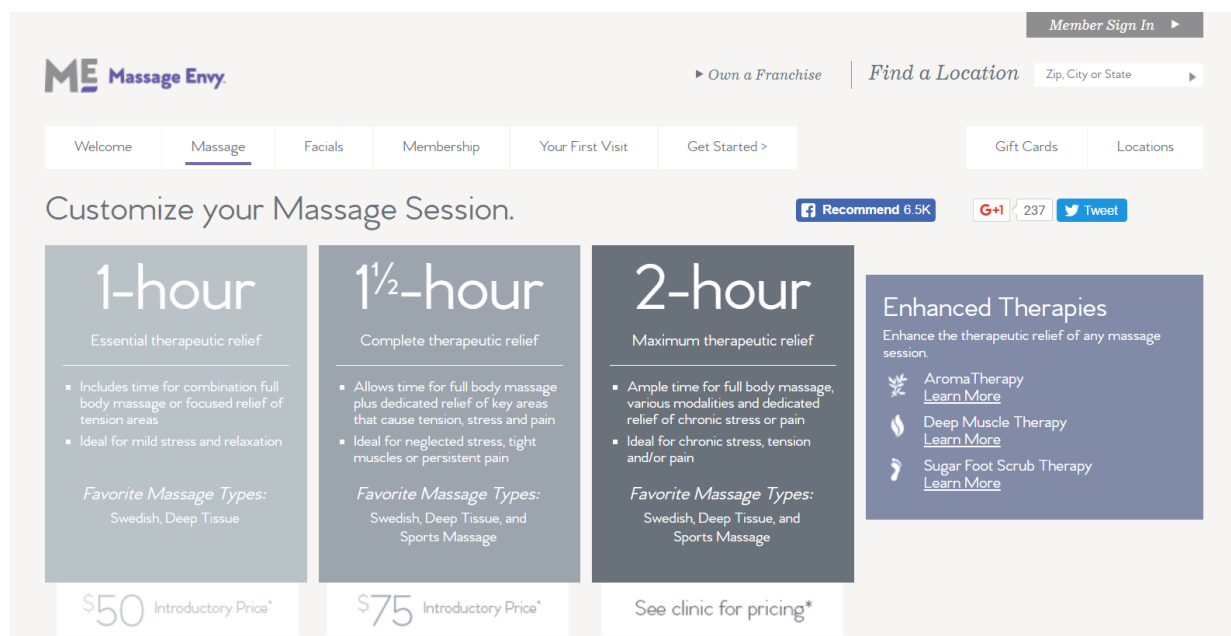 Member Sign In
ME Massage Envy.
Own a Franchise
Find a Location
Zip, City or State
Welcome
Massage
Facials
Membership
Your First Visit
Get Started >
Gift Cards
Locations
Customize your Massage Session.
Recommend 6.5K
G+1
237
Tweet
1-hour
Essential therapeutic relief
Includes time for combination full
body massage or focused relief of
tension areas
Ideal for mild stress and relaxation
Favorite Massage Types:
Swedish, Deep Tissue
$50 Introductory Price*
1½-hour
Complete therapeutic relief
Allows time for full body massage
plus dedicated relief of key areas
that cause tension, stress and pain
Ideal for neglected stress, tight
muscles or persistent pain
Favorite Massage Types:
Swedish, Deep Tissue, and
Sports Massage
$75 Introductory Price*
2-hour
Maximum therapeutic relief
Ample time for full body massage,
various modalities and dedicated
relief of chronic stress or pain
Ideal for chronic stress, tension
and/or pain
Favorite Massage Types:
Swedish, Deep Tissue, and
Sports Massage
See clinic for pricing*
Enhanced Therapies
Enhance the therapeutic relief of any massage
session.
AromaTherapy
Learn More
Deep Muscle Therapy
Learn More
Sugar Foot Scrub Therapy
Learn More